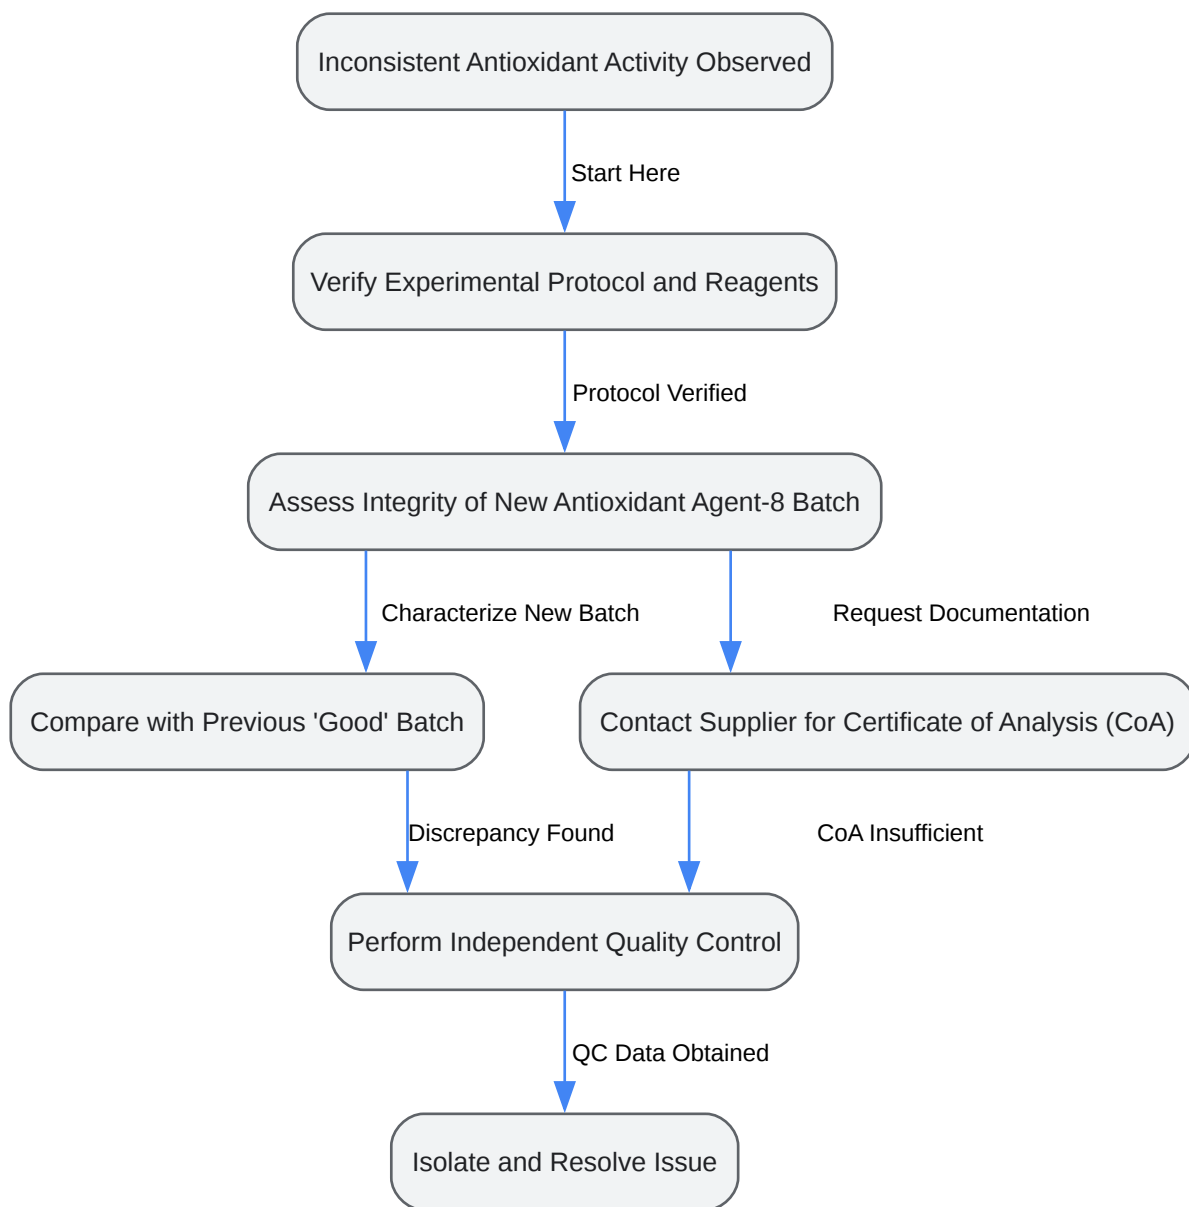 Inconsistent Antioxidant Activity Observed
Start Here
Verify Experimental Protocol and Reagents
Protocol Verified
Assess Integrity of New Antioxidant Agent-8 Batch
Characterize New Batch
Request Documentation
Compare with Previous 'Good' Batch
Contact Supplier for Certificate of Analysis (CoA)
Discrepancy Found
CoA Insufficient
Perform Independent Quality Control
QC Data Obtained
Isolate and Resolve Issue